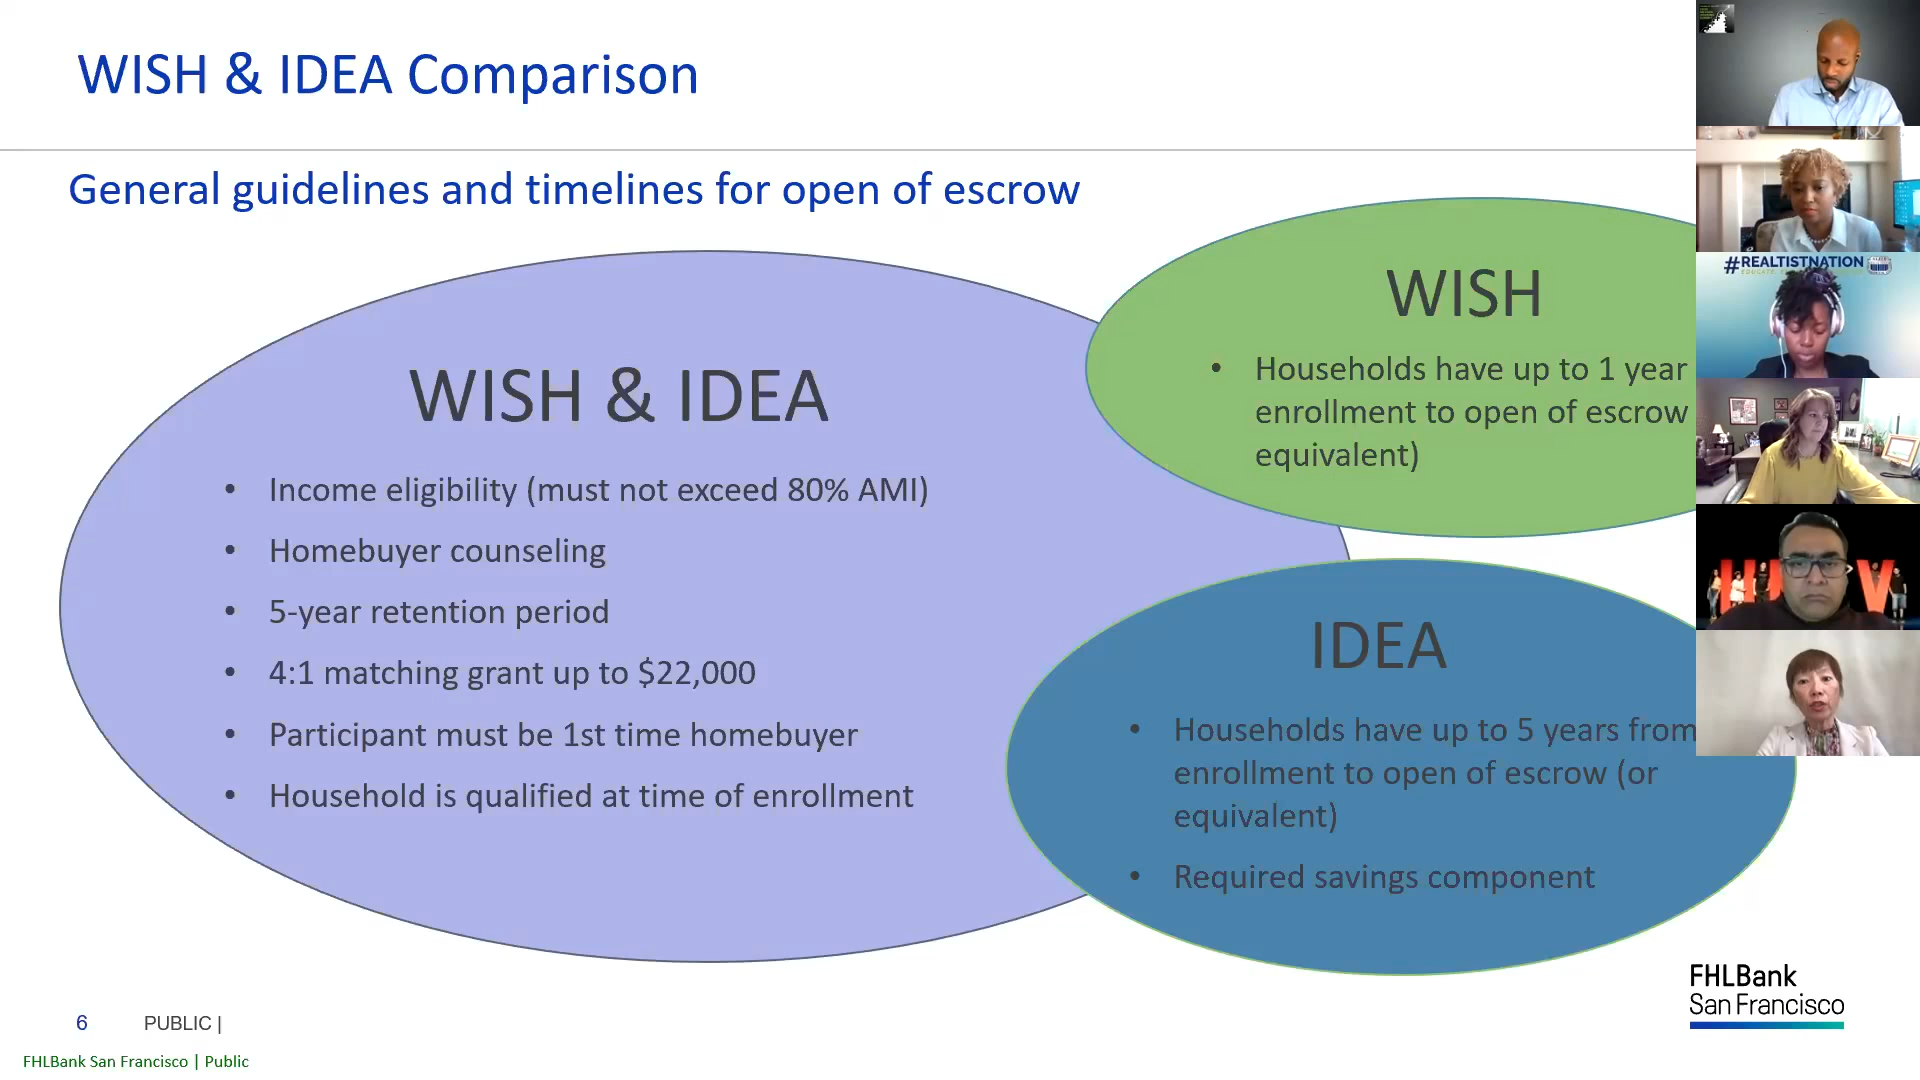 WISH & IDEA Comparison
General guidelines and timelines for open of escrow
WISH & IDEA
• Income eligibility (must not exceed 80% AMI)
• Homebuyer counseling
• 5-year retention period
• 4:1 matching grant up to $22,000
• Participant must be 1st time homebuyer
• Household is qualified at time of enrollment
WISH
• Households have up to 1 year
enrollment to open of escrow
equivalent)
IDEA
• Households have up to 5 years from
enrollment to open of escrow (or
equivalent)
• Required savings component
#REALTISTNATION
FHLBank
San Francisco
6 PUBLIC |
FHLBank San Francisco | Public